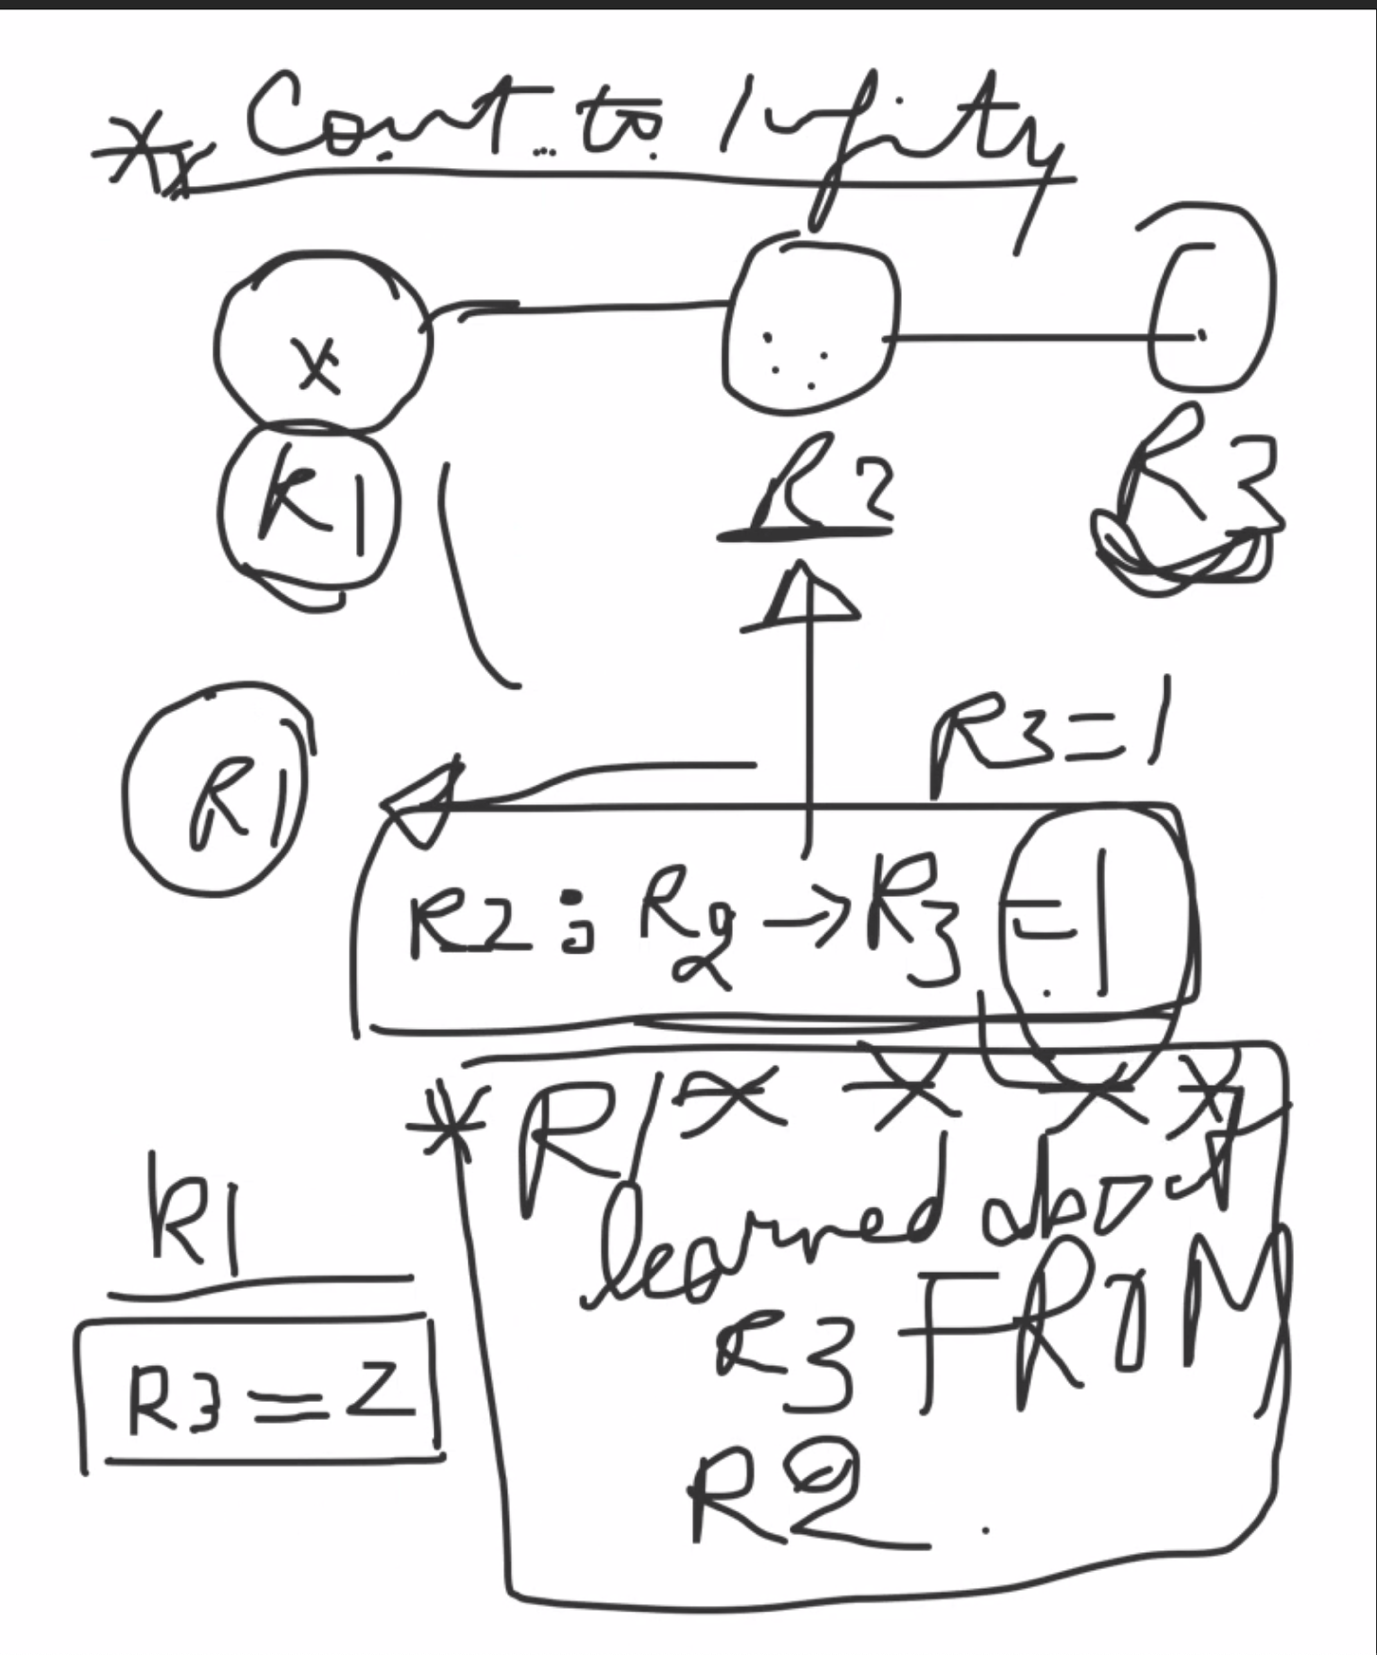 * Count to Infity
X
R1
R2
R3
R1
R3=1
R2: R2→R3=1
* R1
learned about
R3 FROM
R2
R1
R3=2